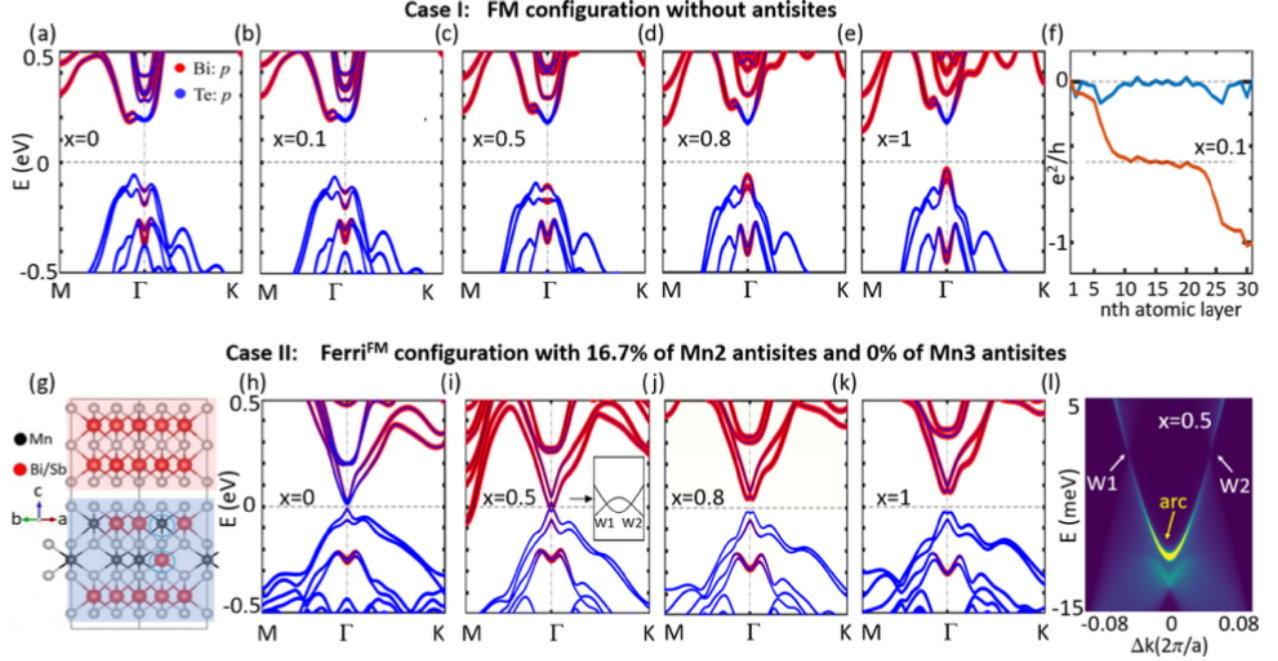 Case I: FM configuration without antisites
(a) (b) (c) (d) (e) (f)
0.5 0 -0.5
E (eV)
Bi: p
Te: p
x=0 x=0.1 x=0.5 x=0.8 x=1
M Γ K M Γ K M Γ K M Γ K M Γ K
0 -1
e²/h
x=0.1
1 5 10 15 20 25 30
nth atomic layer
Case II: Ferriᶠᴹ configuration with 16.7% of Mn2 antisites and 0% of Mn3 antisites
(g) (h) (i) (j) (k) (l)
Mn
Bi/Sb
c
b a
0.5 0 -0.5
E (eV)
x=0 x=0.5 x=0.8 x=1
W1 W2
M Γ K M Γ K M Γ K M Γ K
5 -15
E (meV)
x=0.5
W1 W2
arc
-0.08 0 0.08
Δk(2π/a)